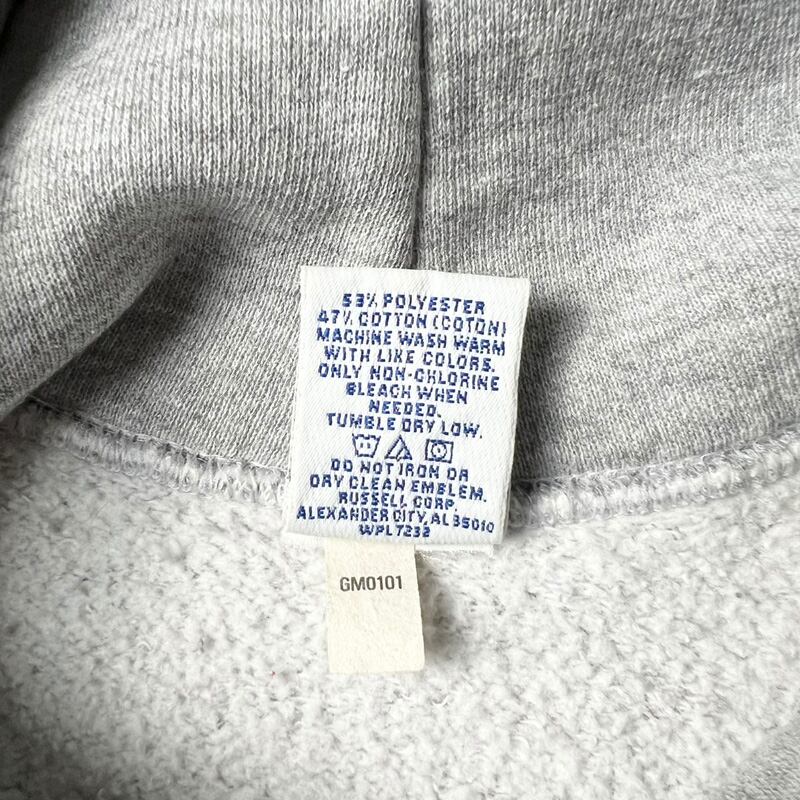 53% POLYESTER
47% COTTON (COTON)
MACHINE WASH WARM
WITH LIKE COLORS.
ONLY NON-CHLORINE
BLEACH WHEN
NEEDED.
TUMBLE DRY LOW.
DO NOT IRON OR
DRY CLEAN EMBLEM.
RUSSELL CORP.
ALEXANDER CITY, AL 35010
WPL 7232
GM0101